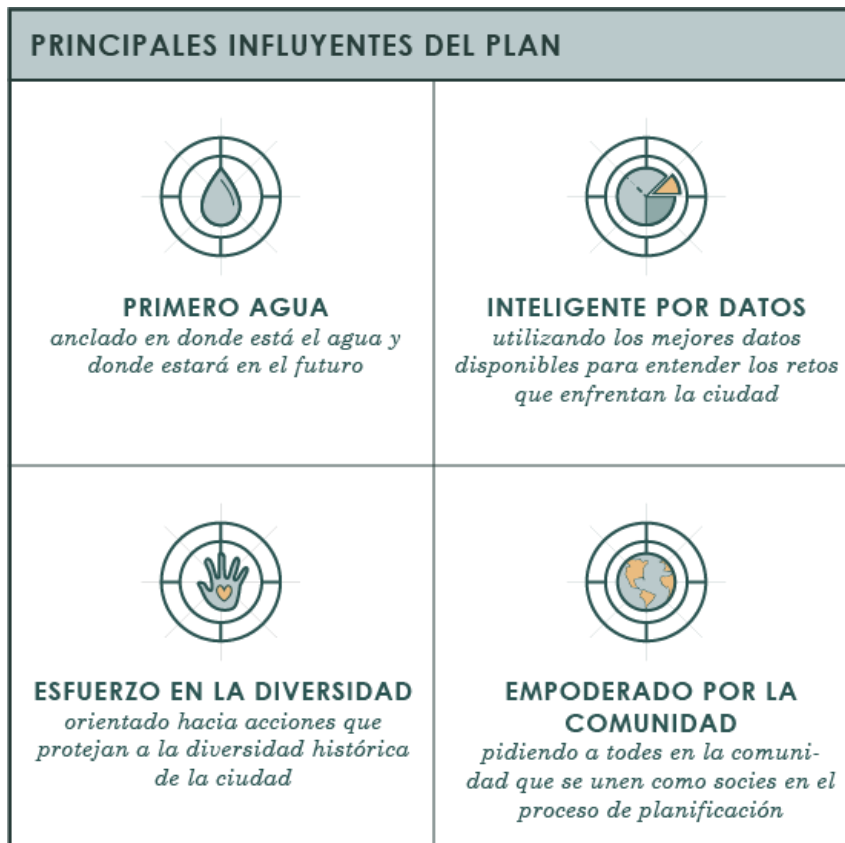 PRINCIPALES INFLUYENTES DEL PLAN
PRIMERO AGUA
anclado en donde está el agua y
donde estará en el futuro
INTELIGENTE POR DATOS
utilizando los mejores datos
disponibles para entender los retos
que enfrentan la ciudad
ESFUERZO EN LA DIVERSIDAD
orientado hacia acciones que
protejan a la diversidad histórica
de la ciudad
EMPODERADO POR LA
COMUNIDAD
pidiendo a todes en la comuni-
dad que se unen como socies en el
proceso de planificación